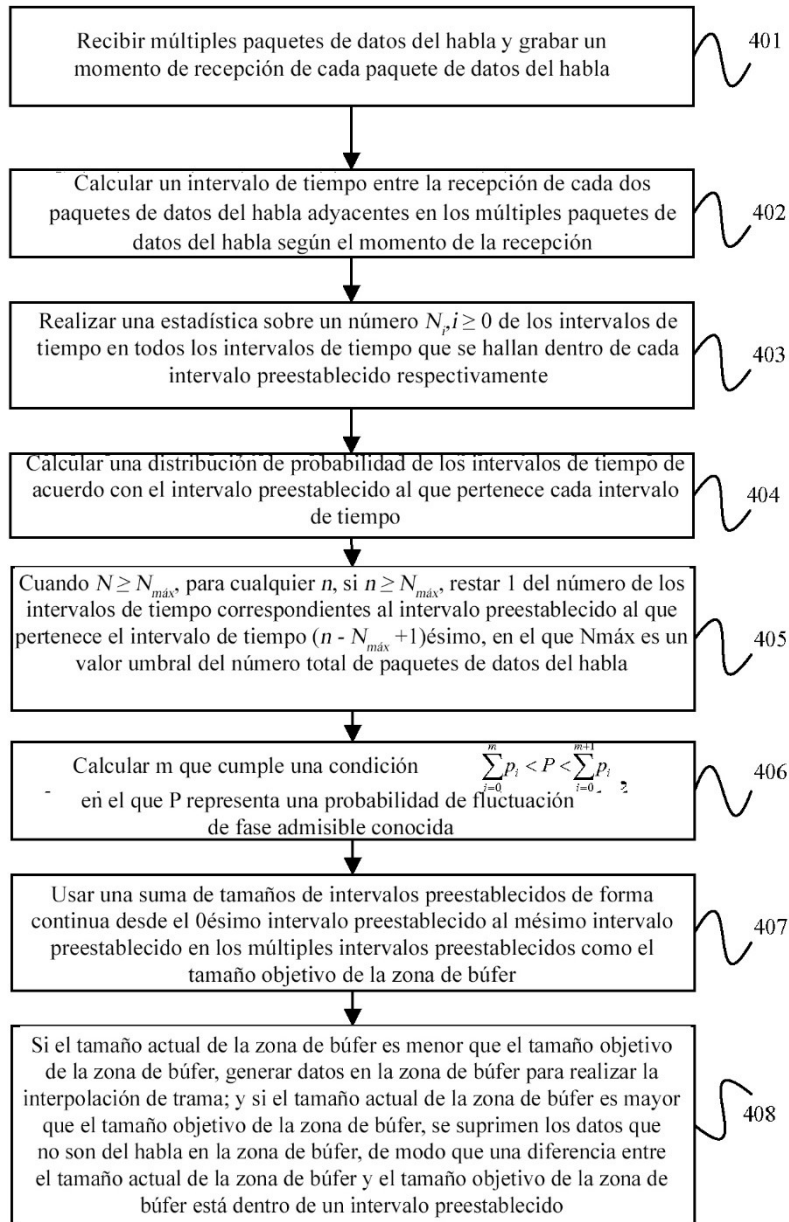 Recibir múltiples paquetes de datos del habla y grabar un
momento de recepción de cada paquete de datos del habla
401
Calcular un intervalo de tiempo entre la recepción de cada dos
paquetes de datos del habla adyacentes en los múltiples paquetes de
datos del habla según el momento de la recepción
402
Realizar una estadística sobre un número N_i, i ≥ 0 de los intervalos de
tiempo en todos los intervalos de tiempo que se hallan dentro de cada
intervalo preestablecido respectivamente
403
Calcular una distribución de probabilidad de los intervalos de tiempo de
acuerdo con el intervalo preestablecido al que pertenece cada intervalo
de tiempo
404
Cuando N ≥ N_máx, para cualquier n, si n ≥ N_máx, restar 1 del número de los
intervalos de tiempo correspondientes al intervalo preestablecido al que
pertenece el intervalo de tiempo (n - N_máx +1)ésimo, en el que Nmáx es un
valor umbral del número total de paquetes de datos del habla
405
Calcular m que cumple una condición \sum_{i=0}^{m} p_i < P < \sum_{i=0}^{m+1} p_i ,
en el que P representa una probabilidad de fluctuación
de fase admisible conocida
406
Usar una suma de tamaños de intervalos preestablecidos de forma
continua desde el 0ésimo intervalo preestablecido al mésimo intervalo
preestablecido en los múltiples intervalos preestablecidos como el
tamaño objetivo de la zona de búfer
407
Si el tamaño actual de la zona de búfer es menor que el tamaño objetivo
de la zona de búfer, generar datos en la zona de búfer para realizar la
interpolación de trama; y si el tamaño actual de la zona de búfer es mayor
que el tamaño objetivo de la zona de búfer, se suprimen los datos que
no son del habla en la zona de búfer, de modo que una diferencia entre
el tamaño actual de la zona de búfer y el tamaño objetivo de la zona de
búfer está dentro de un intervalo preestablecido
408